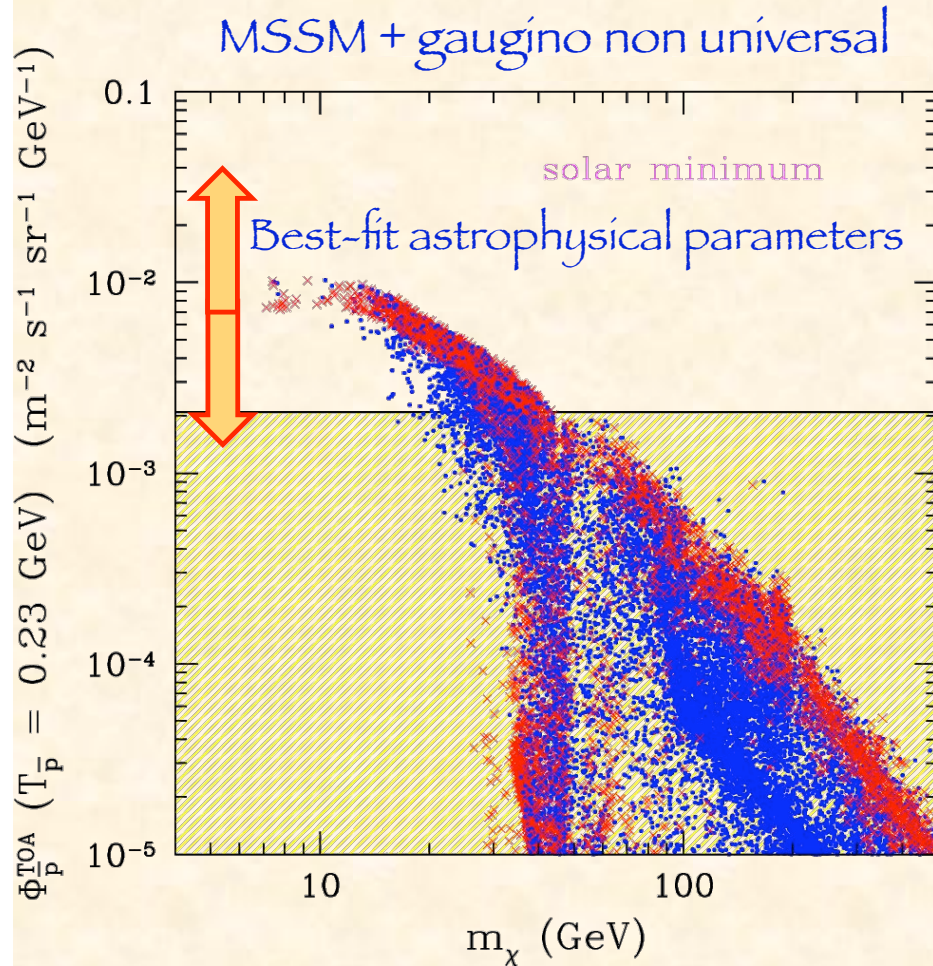 MSSM + gaugino non universal
Φ_p̄^TOA (T_p̄ = 0.23 GeV) (m⁻² s⁻¹ sr⁻¹ GeV⁻¹)
0.1
solar minimum
Best-fit astrophysical parameters
10⁻²
10⁻³
10⁻⁴
10⁻⁵
10 100
m_χ (GeV)